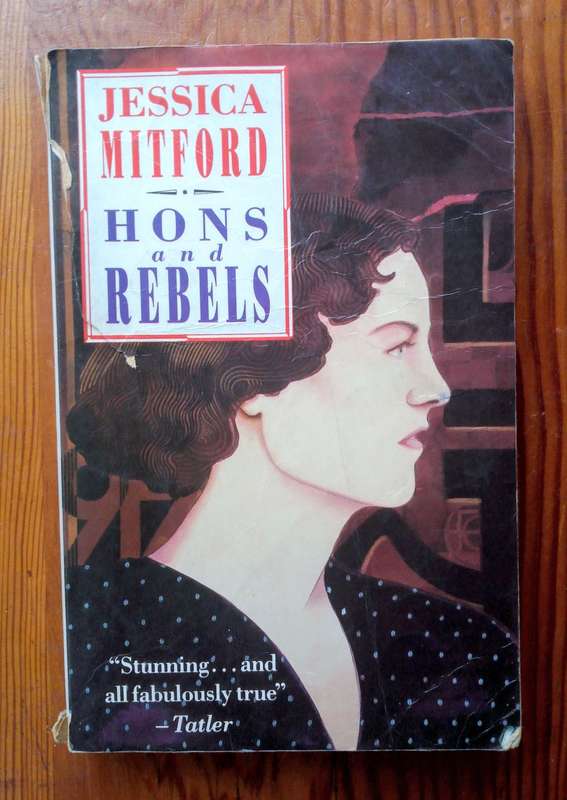 JESSICA
MITFORD
HONS
and
REBELS
“Stunning...and
all fabulously true”
– Tatler